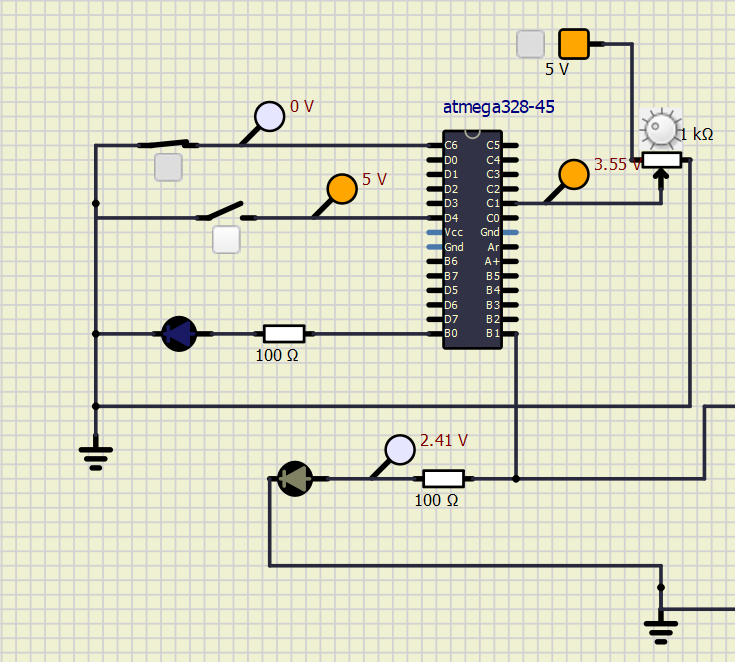 5 V
atmega328-45
0 V
1 kΩ
3.55 V
5 V
C6 C5
D0 C4
D1 C3
D2 C2
D3 C1
D4 C0
Vcc Gnd
Gnd Ar
B6 A+
B7 B5
D5 B4
D6 B3
D7 B2
B0 B1
100 Ω
2.41 V
100 Ω